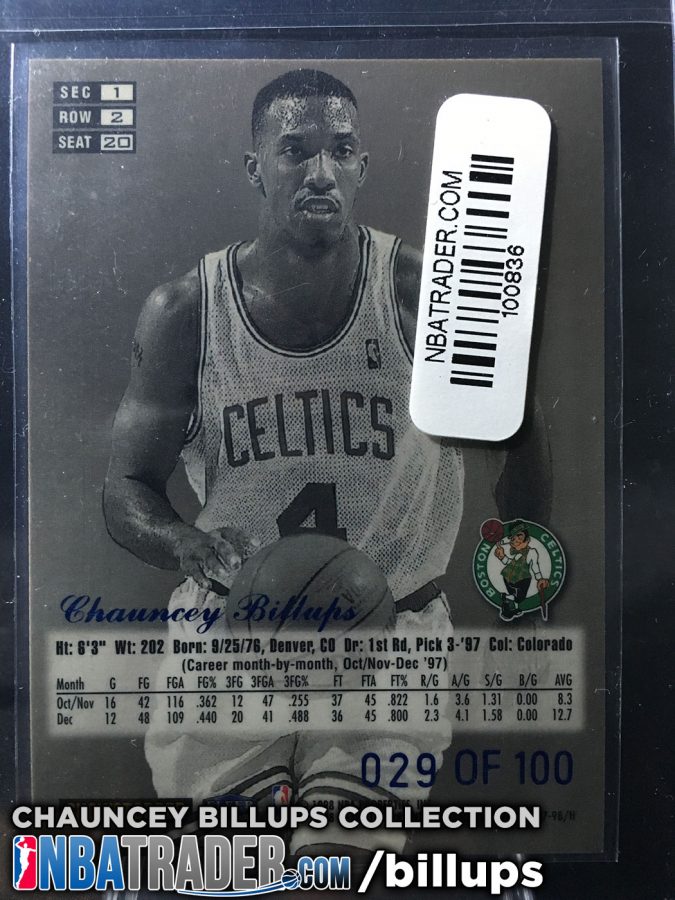 SEC 1
ROW 2
SEAT 20
NBATRADER.COM
100836
CELTICS
4
BOSTON CELTICS
Chauncey Billups
Ht: 6'3" Wt: 202 Born: 9/25/76, Denver, CO Dr: 1st Rd, Pick 3-'97 Col: Colorado
(Career month-by-month, Oct/Nov-Dec '97)
Month G FG FGA FG% 3FG 3FGA 3FG% FT FTA FT% R/G A/G S/G B/G AVG
Oct/Nov 16 42 116 .362 12 47 .255 37 45 .822 1.6 3.6 1.31 0.00 8.3
Dec 12 48 109 .440 20 41 .488 36 45 .800 2.3 4.1 1.58 0.00 12.7
029 OF 100
CHAUNCEY BILLUPS COLLECTION
NBATRADER.COM /billups